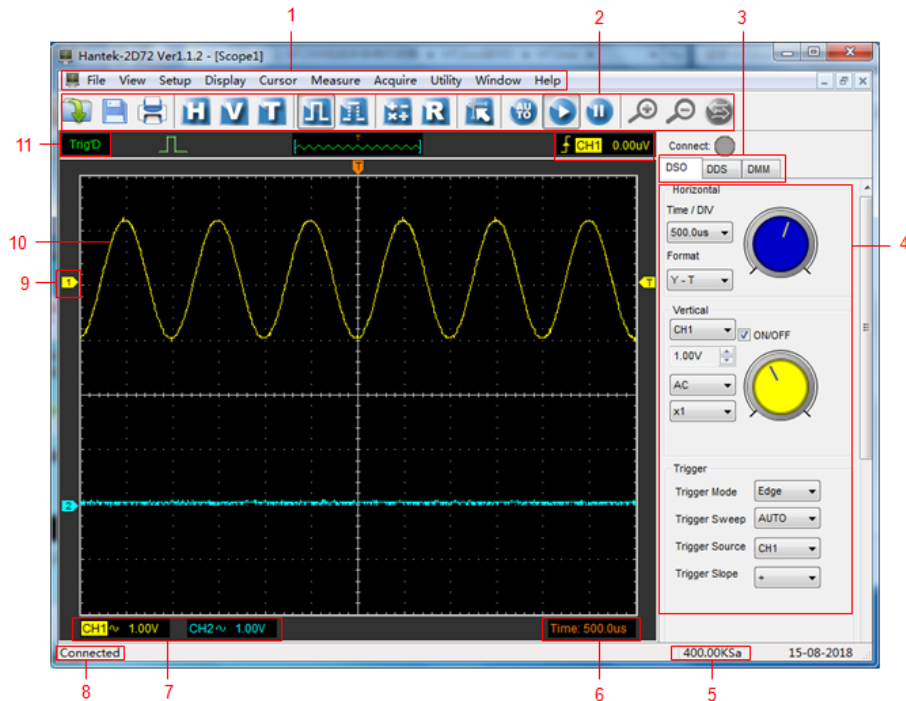 1 2 3
Hantek-2D72 Ver1.1.2 - [Scope1]
File View Setup Display Cursor Measure Acquire Utility Window Help
H V T R AUTO
11 Trig'D T CH1 0.00uV Connect:
DSO DDS DMM
T
Horizontal
Time / DIV
500.0us
Format
Y - T
10
4
9 1 T
Vertical
CH1 ON/OFF
1.00V
AC
x1
Trigger
Trigger Mode Edge
2
Trigger Sweep AUTO
Trigger Source CH1
Trigger Slope +
CH1 1.00V CH2 1.00V Time: 500.0us
Connected 400.00KSa 15-08-2018
8 7 6 5